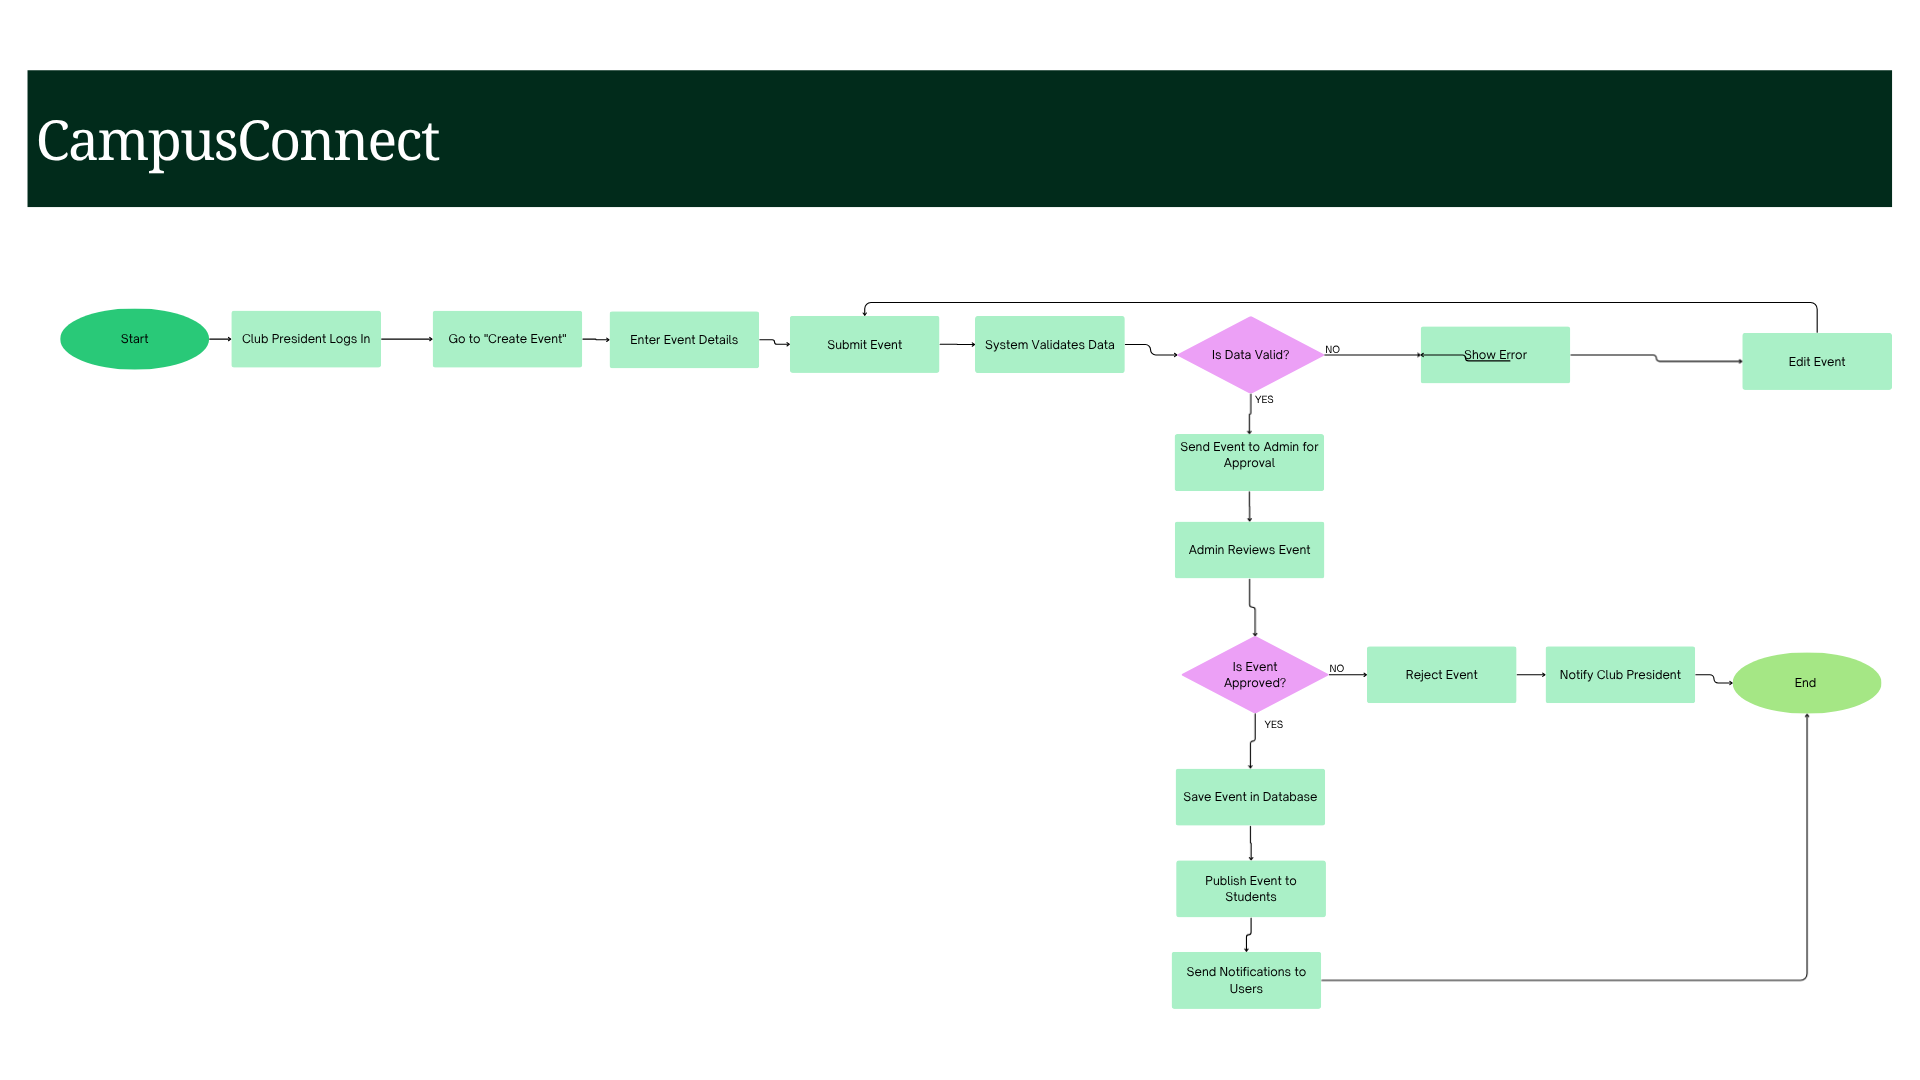 CampusConnect
Start
Club President Logs In
Go to "Create Event"
Enter Event Details
Submit Event
System Validates Data
Is Data Valid?
NO
Show Error
Edit Event
YES
Send Event to Admin for
Approval
Admin Reviews Event
Is Event
Approved?
NO
Reject Event
Notify Club President
End
YES
Save Event in Database
Publish Event to
Students
Send Notifications to
Users